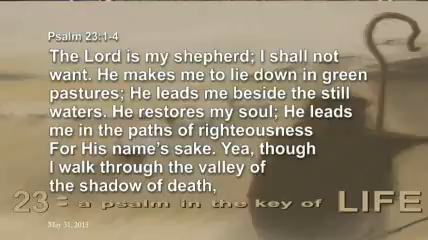 Psalm 23:1-4
The Lord is my shepherd; I shall not
want. He makes me to lie down in green
pastures; He leads me beside the still
waters. He restores my soul; He leads
me in the paths of righteousness
For His name's sake. Yea, though
I walk through the valley of
the shadow of death,
23 = a psalm in the key of LIFE
May 31, 2015